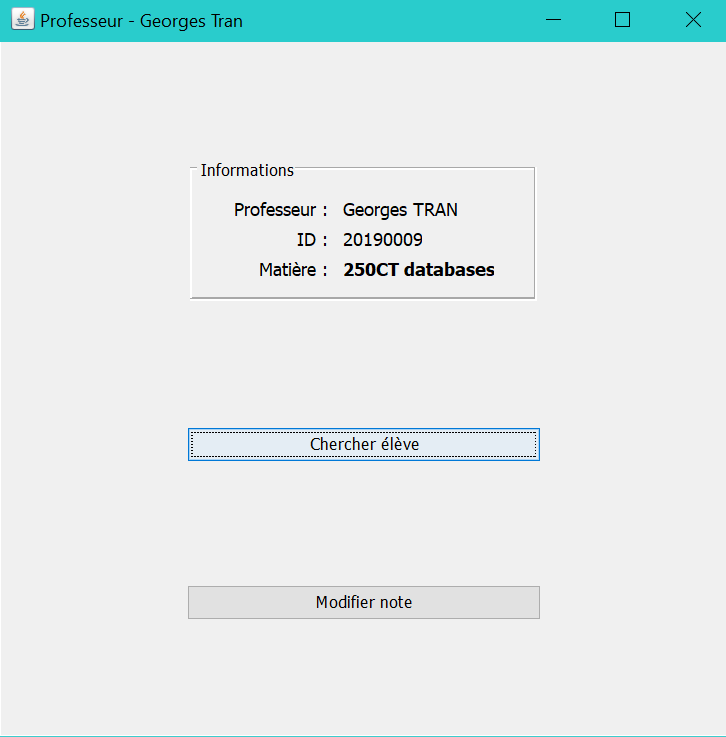 Professeur - Georges Tran
Informations
Professeur : Georges TRAN
ID : 20190009
Matière : 250CT databases
Chercher élève
Modifier note